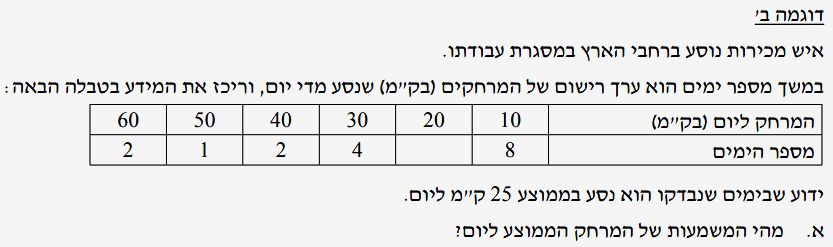 דוגמה ב׳
איש מכירות נוסע ברחבי הארץ במסגרת עבודתו.
במשך מספר ימים הוא ערך רישום של המרחקים (בק״מ) שנסע מדי יום, וריכז את המידע בטבלה הבאה:
המרחק ליום (בק״מ) 10 20 30 40 50 60
מספר הימים 8 4 2 1 2
ידוע שבימים שנבדקו הוא נסע בממוצע 25 ק״מ ליום.
א. מהי המשמעות של המרחק הממוצע ליום?